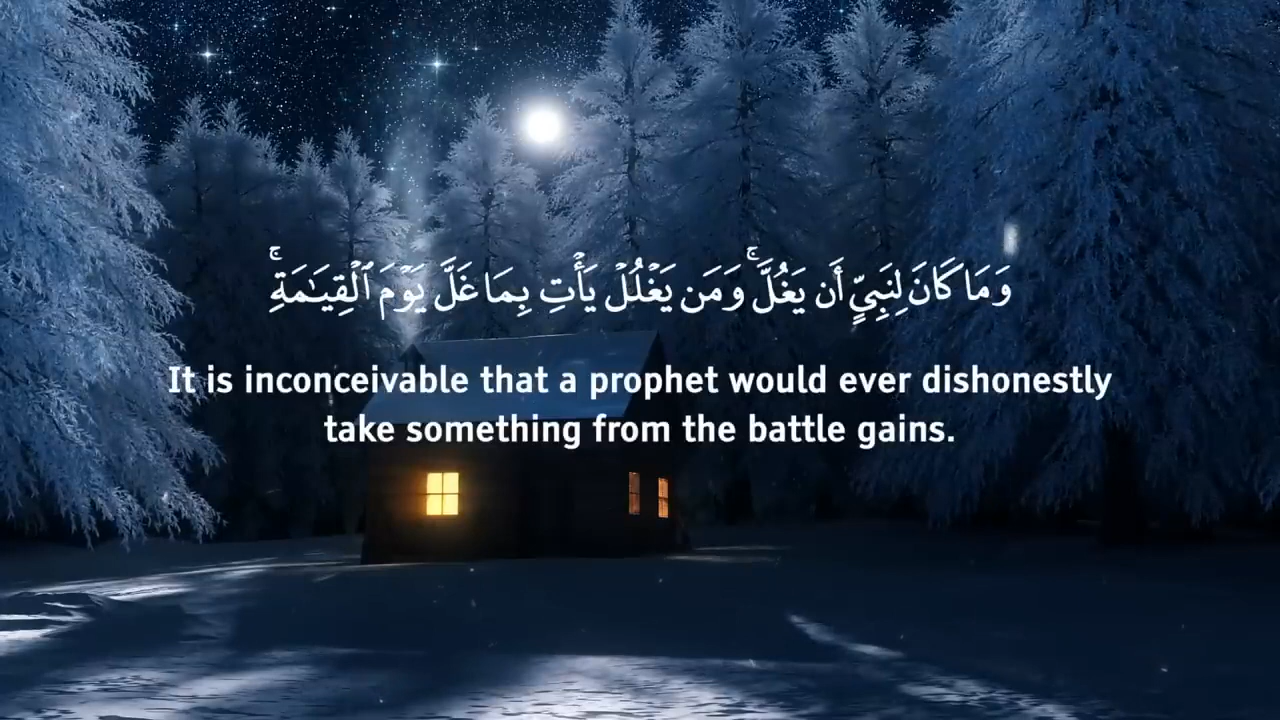 وَمَا كَانَ لِنَبِيٍّ أَن يَغُلَّ ۚ وَمَن يَغْلُلْ يَأْتِ بِمَا غَلَّ يَوْمَ ٱلْقِيَـٰمَةِ ۚ
It is inconceivable that a prophet would ever dishonestly
take something from the battle gains.